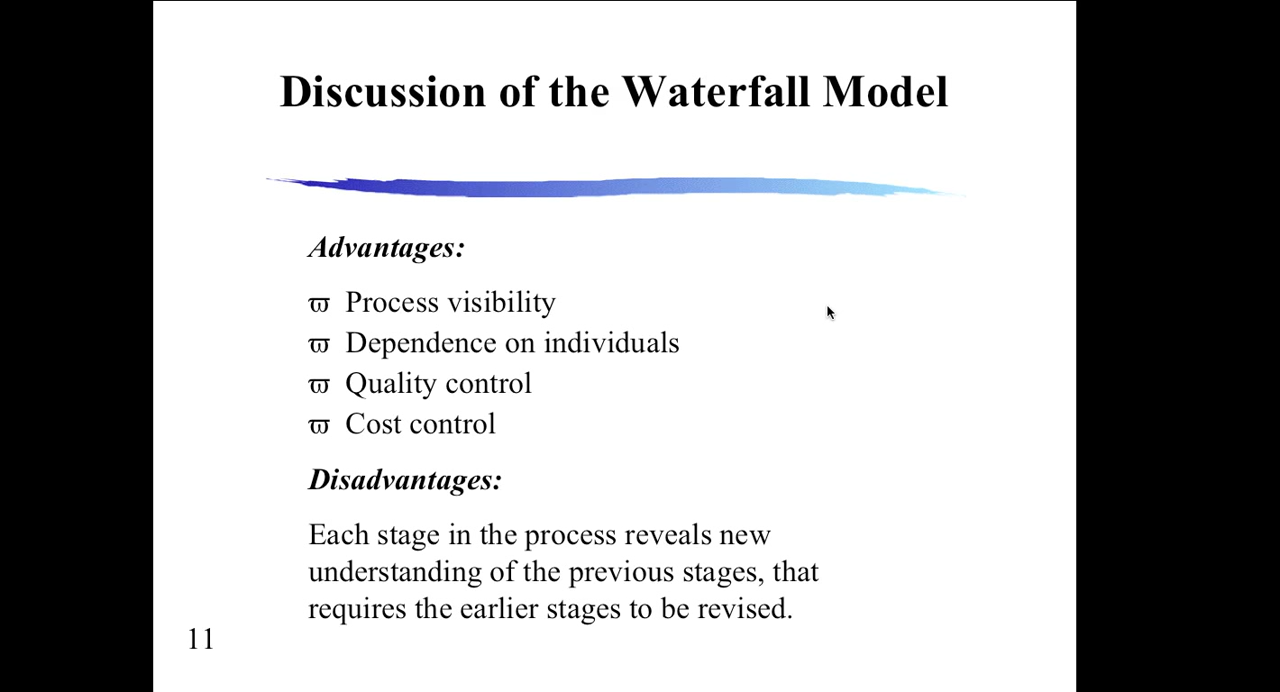 Discussion of the Waterfall Model
Advantages:
ϖ Process visibility
ϖ Dependence on individuals
ϖ Quality control
ϖ Cost control
Disadvantages:
Each stage in the process reveals new
understanding of the previous stages, that
requires the earlier stages to be revised.
11